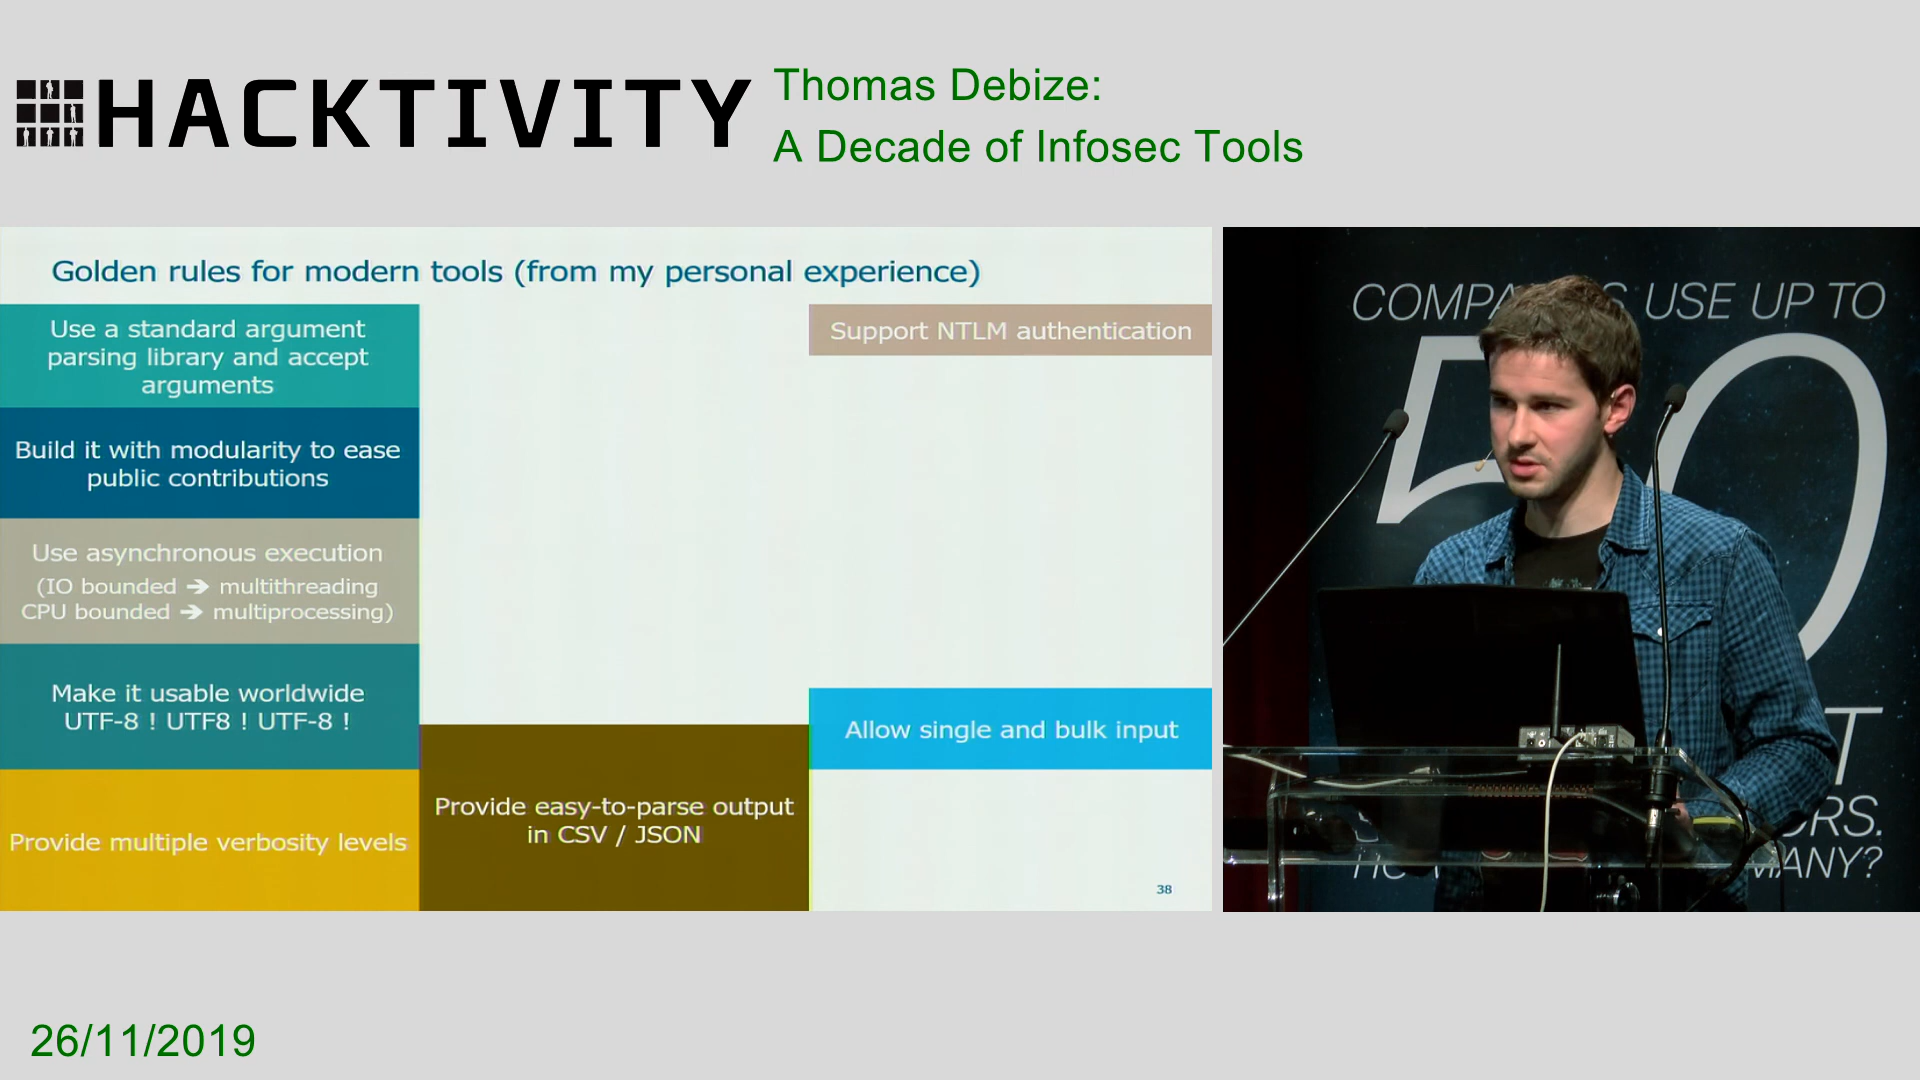 HACKTIVITY
Thomas Debize:
A Decade of Infosec Tools
Golden rules for modern tools (from my personal experience)
Use a standard argument
parsing library and accept
arguments
Build it with modularity to ease
public contributions
Use asynchronous execution
(IO bounded ➔ multithreading
CPU bounded ➔ multiprocessing)
Make it usable worldwide
UTF-8 ! UTF8 ! UTF-8 !
Provide multiple verbosity levels
Provide easy-to-parse output
in CSV / JSON
Support NTLM authentication
Allow single and bulk input
38
USE UP TO
50
26/11/2019